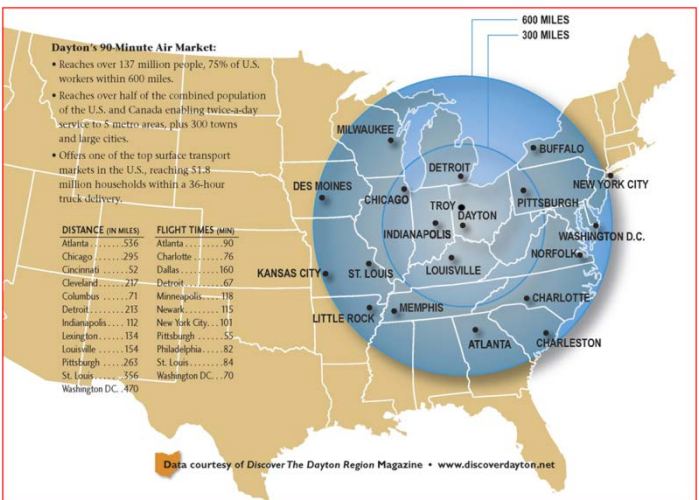 600 MILES
300 MILES
Dayton's 90-Minute Air Market:
• Reaches over 137 million people, 75% of U.S.
workers within 600 miles.
• Reaches over half of the combined population
of the U.S. and Canada enabling twice-a-day
service to 5 metro areas, plus 300 towns
and large cities.
• Offers one of the top surface transport
markets in the U.S., reaching 51.8
million households within a 36-hour
truck delivery.
DISTANCE (IN MILES)
Atlanta.......536
Chicago.......295
Cincinnati.....52
Cleveland.....217
Columbus......71
Detroit.......213
Indianapolis....112
Lexington.....134
Louisville.....154
Pittsburgh.....263
St. Louis......356
Washington DC..470
FLIGHT TIMES (MIN)
Atlanta.......90
Charlotte......76
Dallas.......160
Detroit.......67
Minneapolis....118
Newark.......115
New York City...101
Pittsburgh.....55
Philadelphia....82
St. Louis......84
Washington DC...70
MILWAUKEE
BUFFALO
DETROIT
NEW YORK CITY
DES MOINES
CHICAGO
PITTSBURGH
TROY
DAYTON
INDIANAPOLIS
WASHINGTON D.C.
NORFOLK
KANSAS CITY
ST. LOUIS
LOUISVILLE
CHARLOTTE
LITTLE ROCK
MEMPHIS
ATLANTA
CHARLESTON
Data courtesy of Discover The Dayton Region Magazine • www.discoverdayton.net